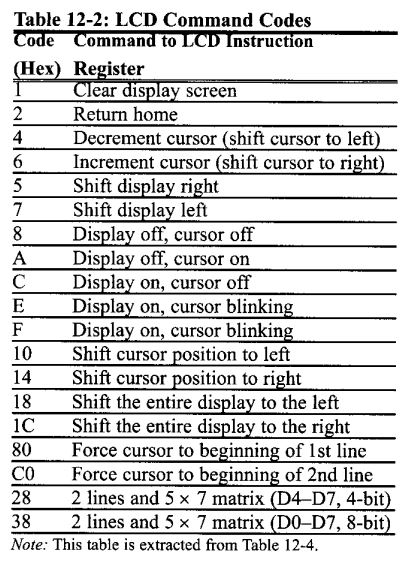 Table 12-2: LCD Command Codes
Code Command to LCD Instruction
(Hex) Register
1 Clear display screen
2 Return home
4 Decrement cursor (shift cursor to left)
6 Increment cursor (shift cursor to right)
5 Shift display right
7 Shift display left
8 Display off, cursor off
A Display off, cursor on
C Display on, cursor off
E Display on, cursor blinking
F Display on, cursor blinking
10 Shift cursor position to left
14 Shift cursor position to right
18 Shift the entire display to the left
1C Shift the entire display to the right
80 Force cursor to beginning of 1st line
C0 Force cursor to beginning of 2nd line
28 2 lines and 5 × 7 matrix (D4–D7, 4-bit)
38 2 lines and 5 × 7 matrix (D0–D7, 8-bit)
Note: This table is extracted from Table 12-4.